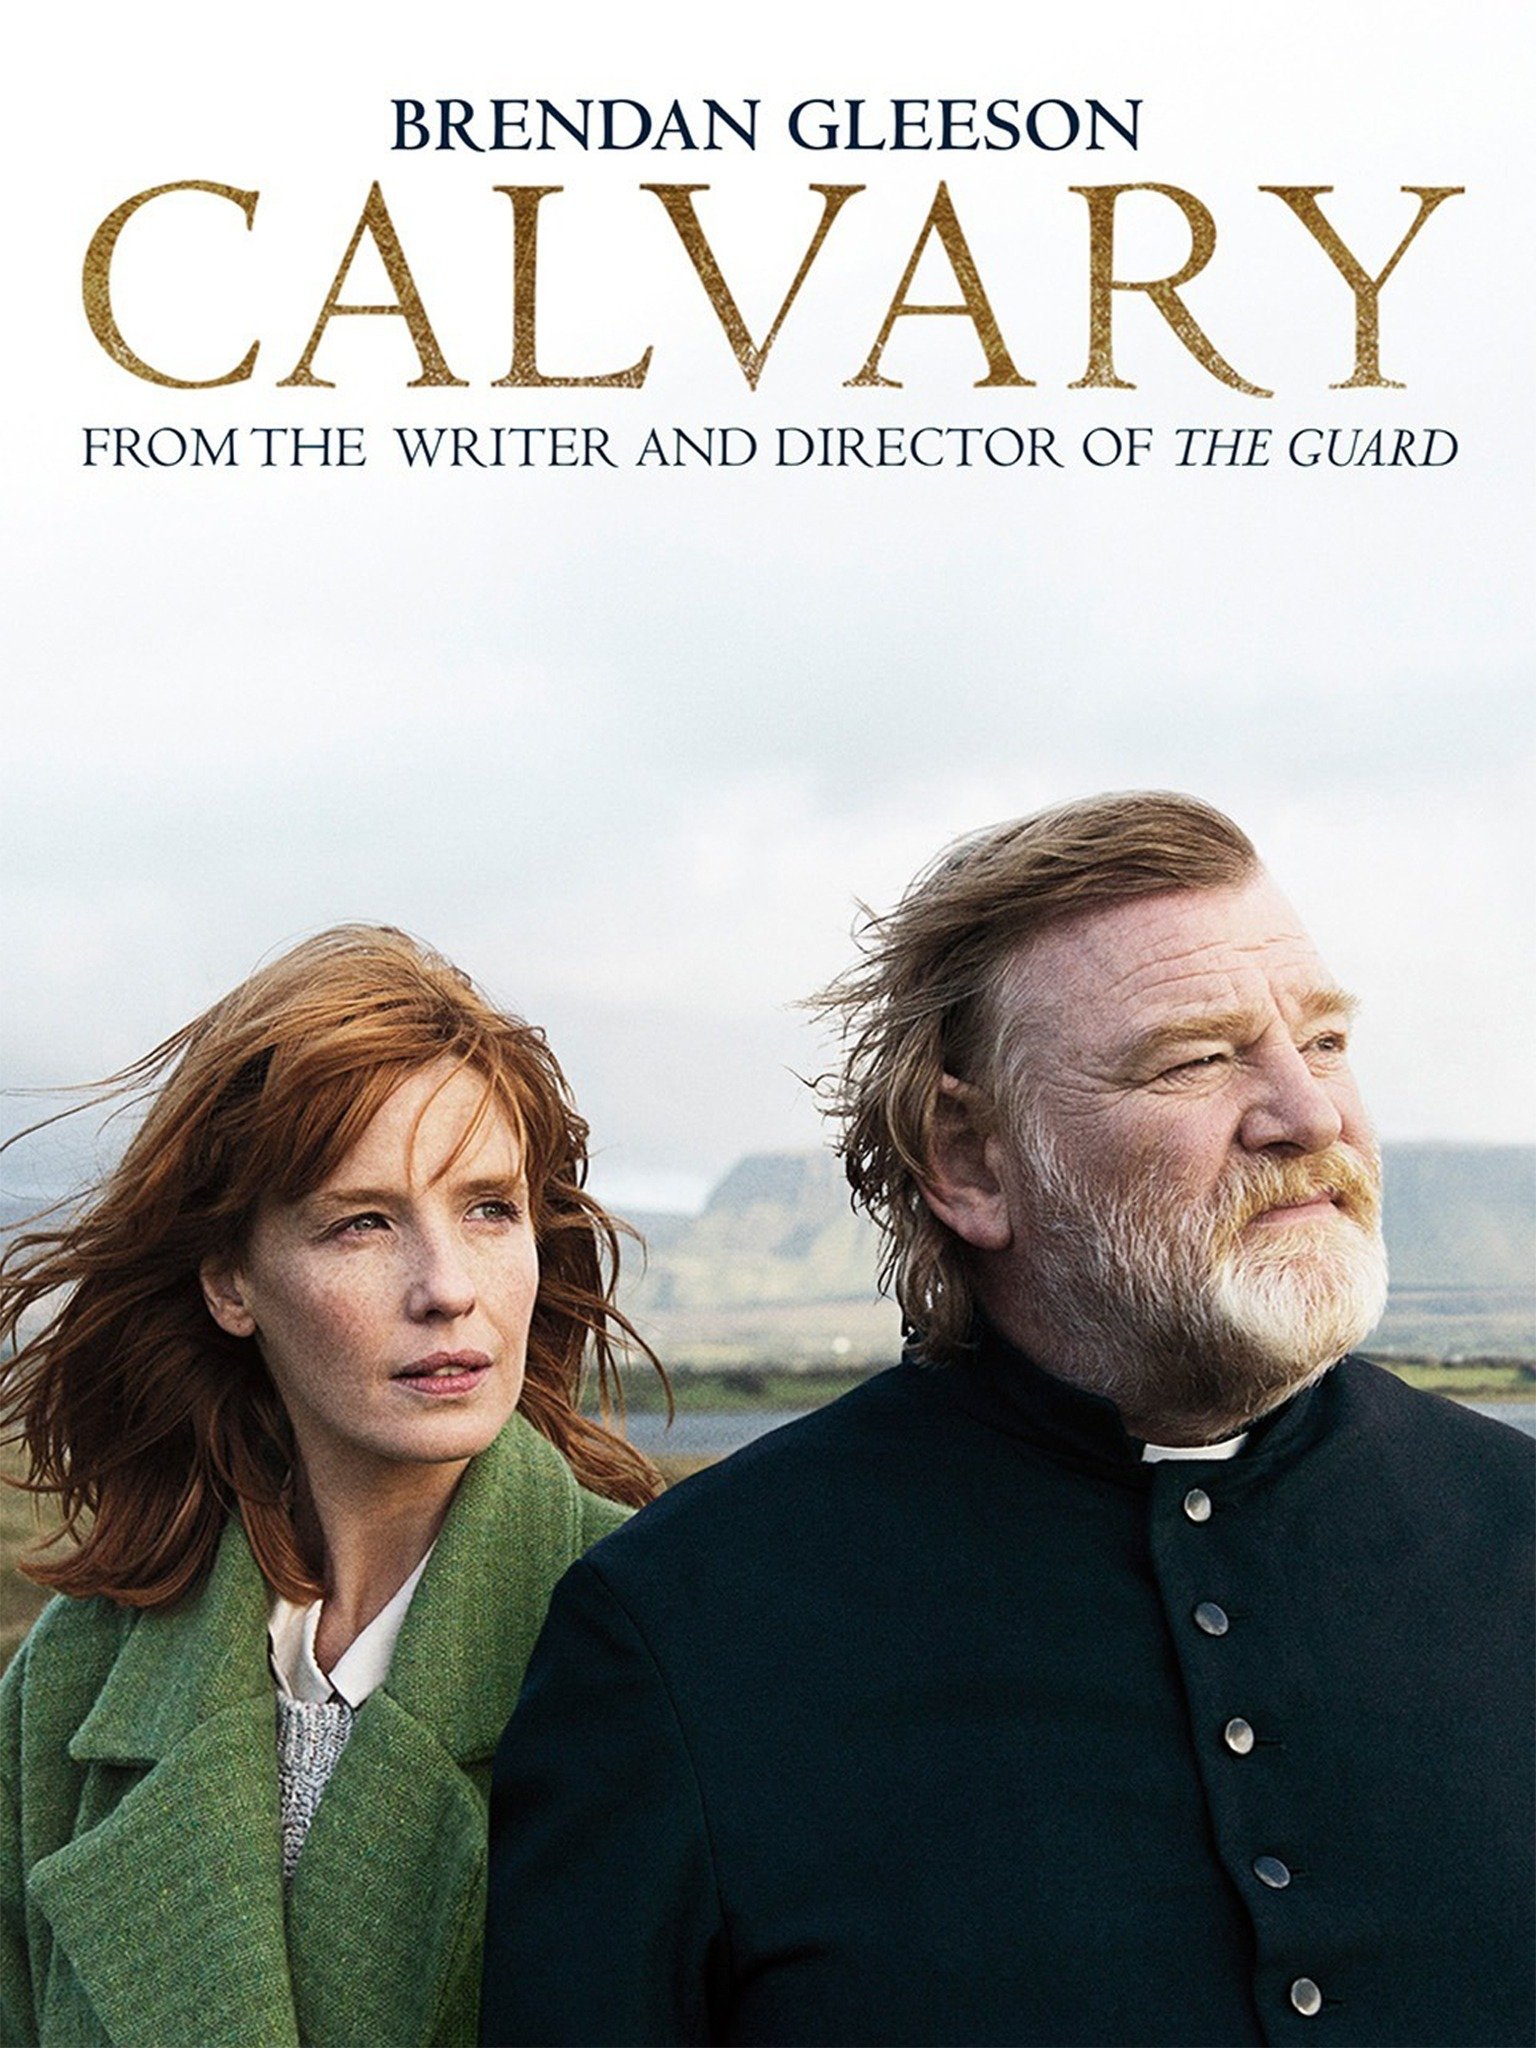 BRENDAN GLEESON
CALVARY
FROM THE WRITER AND DIRECTOR OF THE GUARD